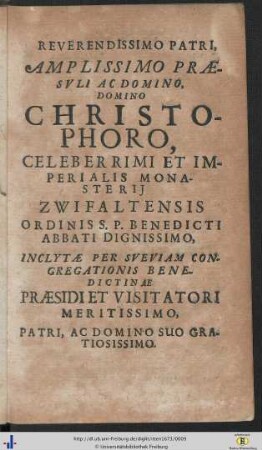 REVERENDISSIMO PATRI,
AMPLISSIMO PRÆ-
SVLI AC DOMINO,
DOMINO
CHRISTO-
PHORO,
CELEBERRIMI ET IM-
PERIALIS MONA-
STERIJ
ZWIFALTENSIS
ORDINIS S. P. BENEDICTI
ABBATI DIGNISSIMO,
INCLYTÆ PER SVEVIAM CON-
GREGATIONIS BENE-
DICTINÆ
PRÆSIDI ET VISITATORI
MERITISSIMO,
PATRI, AC DOMINO SUO GRA-
TIOSISSIMO.
© Universitätsbibliothek Freiburg